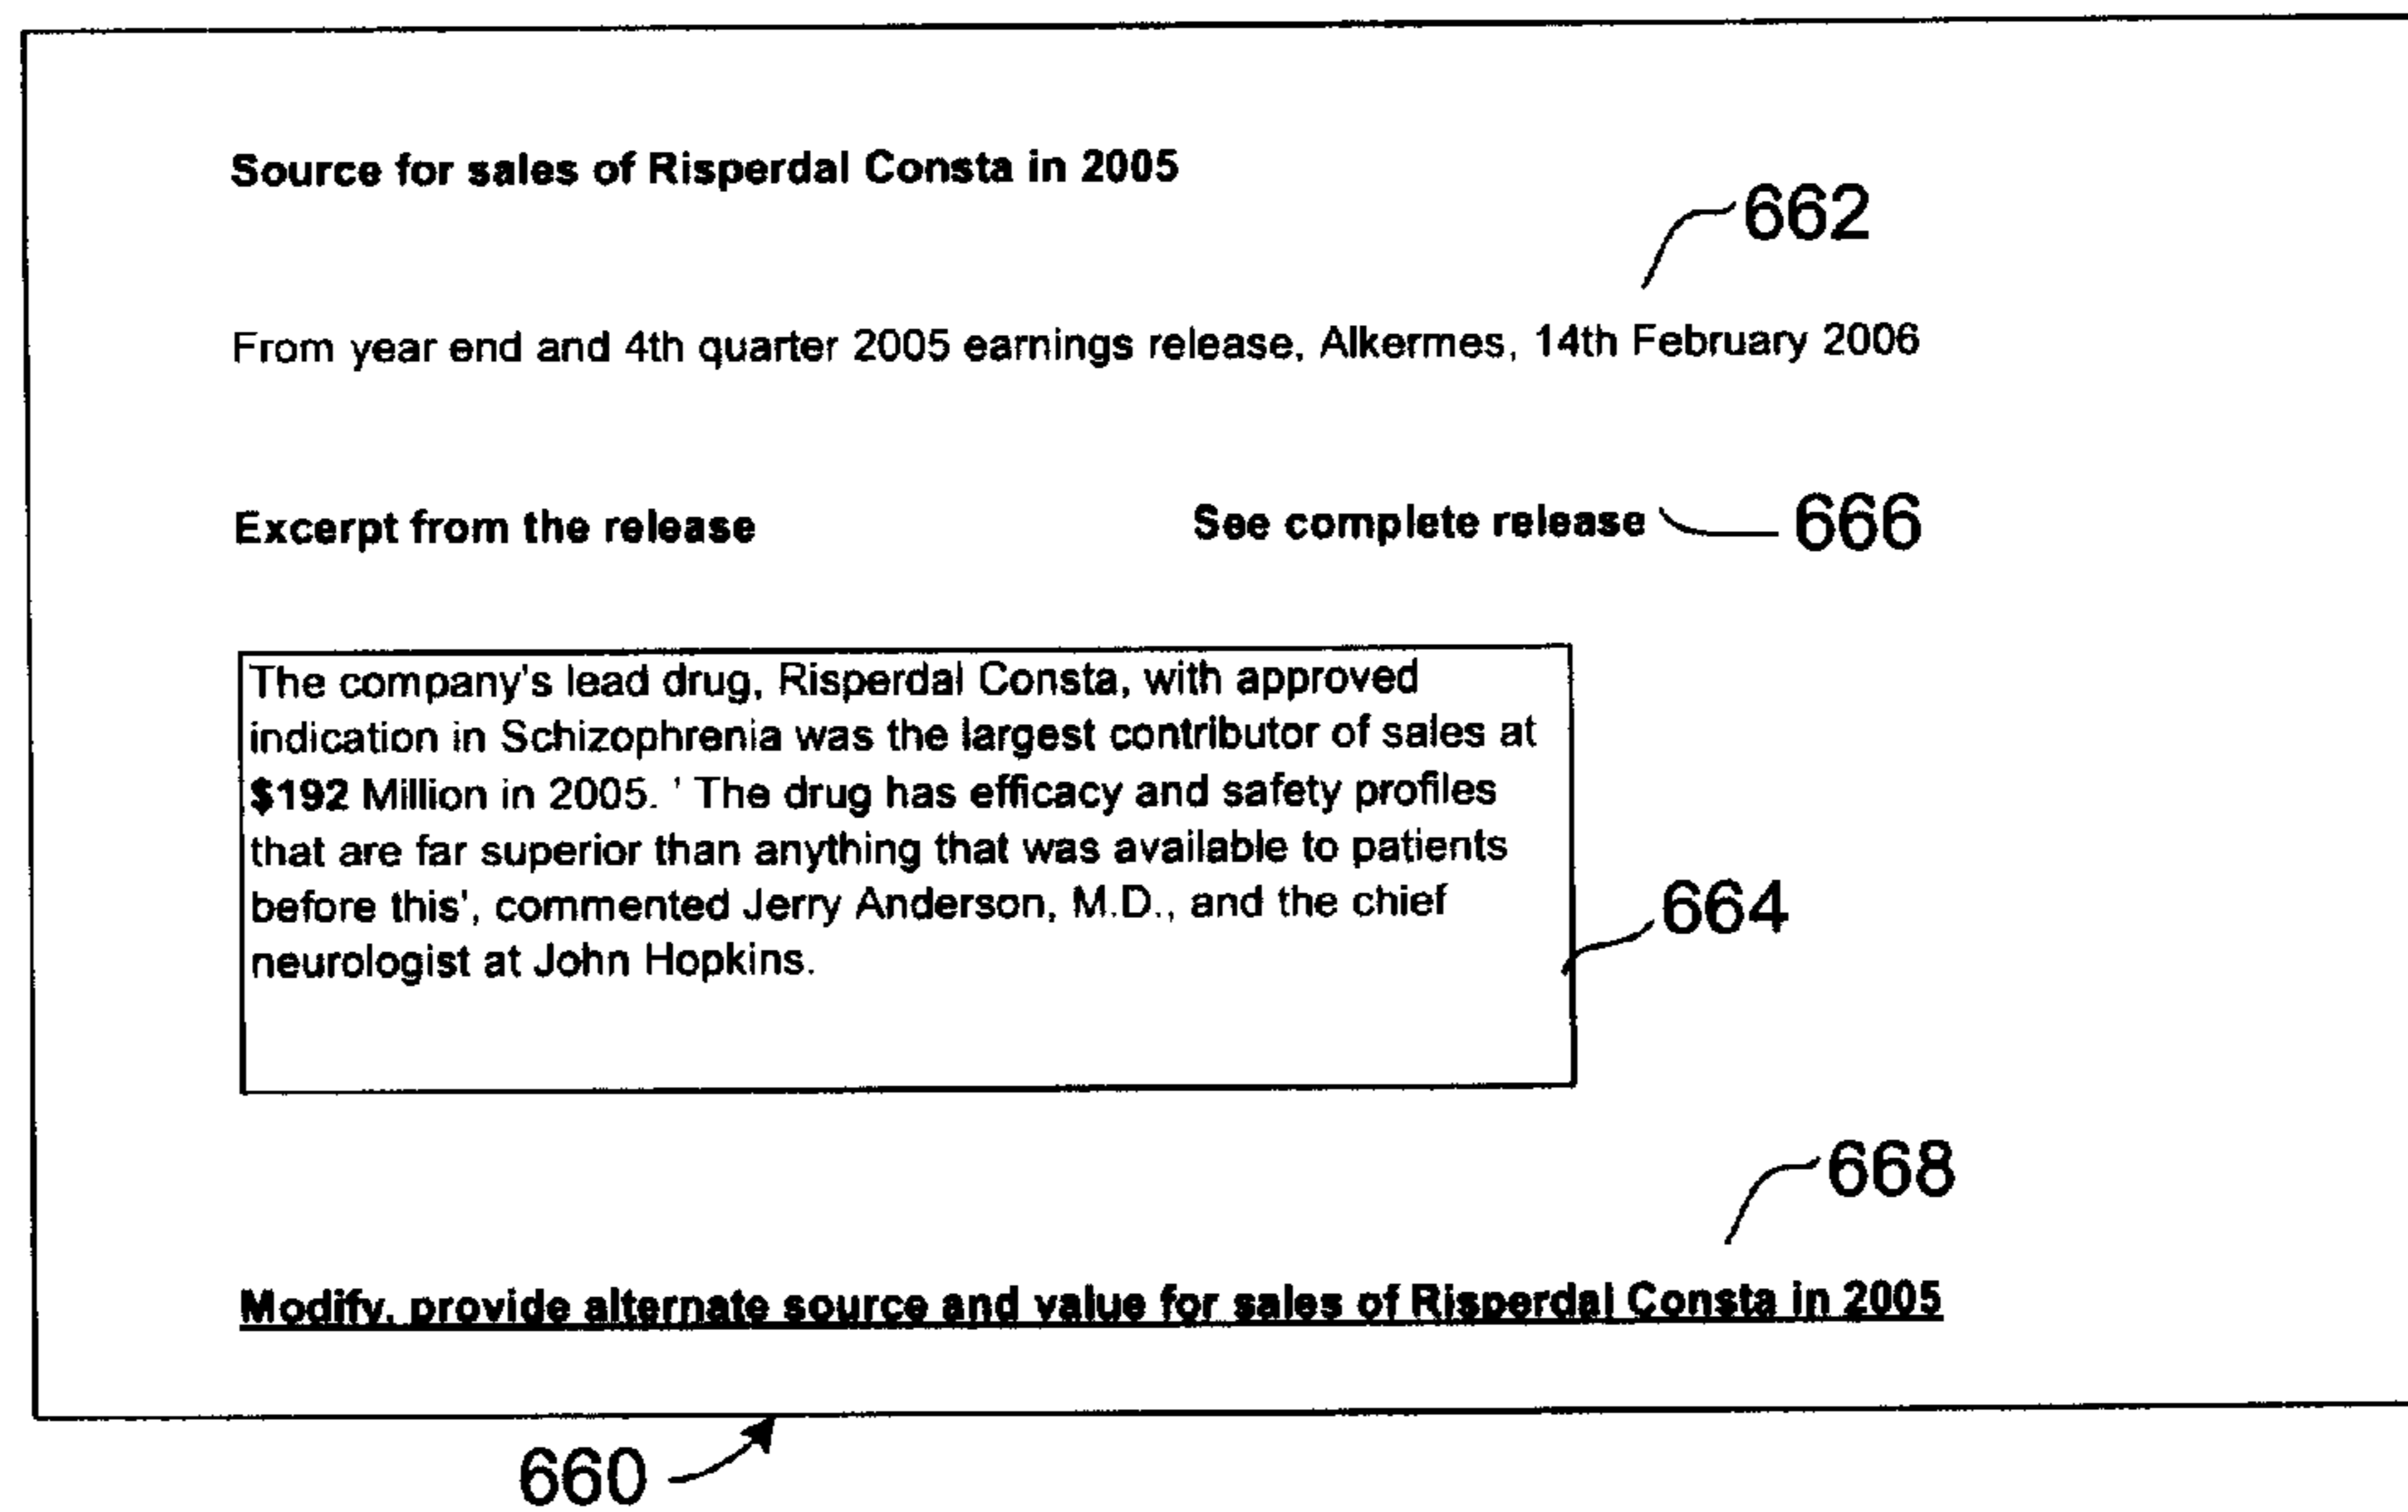 Source for sales of Risperdal Consta in 2005
662
From year end and 4th quarter 2005 earnings release, Alkermes, 14th February 2006
Excerpt from the release
See complete release
666
The company's lead drug, Risperdal Consta, with approved
indication in Schizophrenia was the largest contributor of sales at
$192 Million in 2005. ' The drug has efficacy and safety profiles
that are far superior than anything that was available to patients
before this', commented Jerry Anderson, M.D., and the chief
neurologist at John Hopkins.
664
668
Modify, provide alternate source and value for sales of Risperdal Consta in 2005
660